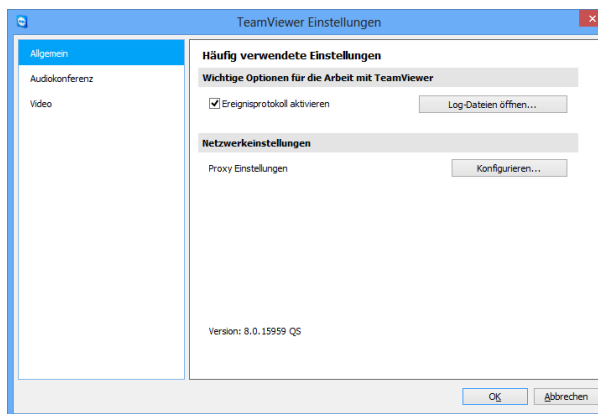 TeamViewer Einstellungen
Allgemein
Audiokonferenz
Video
Häufig verwendete Einstellungen
Wichtige Optionen für die Arbeit mit TeamViewer
Ereignisprotokoll aktivieren
Log-Dateien öffnen...
Netzwerkeinstellungen
Proxy Einstellungen
Konfigurieren...
Version: 8.0.15959 QS
OK
Abbrechen